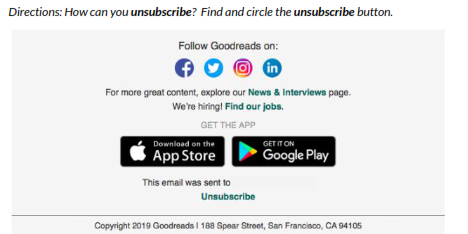 Directions: How can you unsubscribe? Find and circle the unsubscribe button.
Follow Goodreads on:
For more great content, explore our News & Interviews page.
We're hiring! Find our jobs.
GET THE APP
Download on the
App Store
GET IT ON
Google Play
This email was sent to
Unsubscribe
Copyright 2019 Goodreads | 188 Spear Street, San Francisco, CA 94105